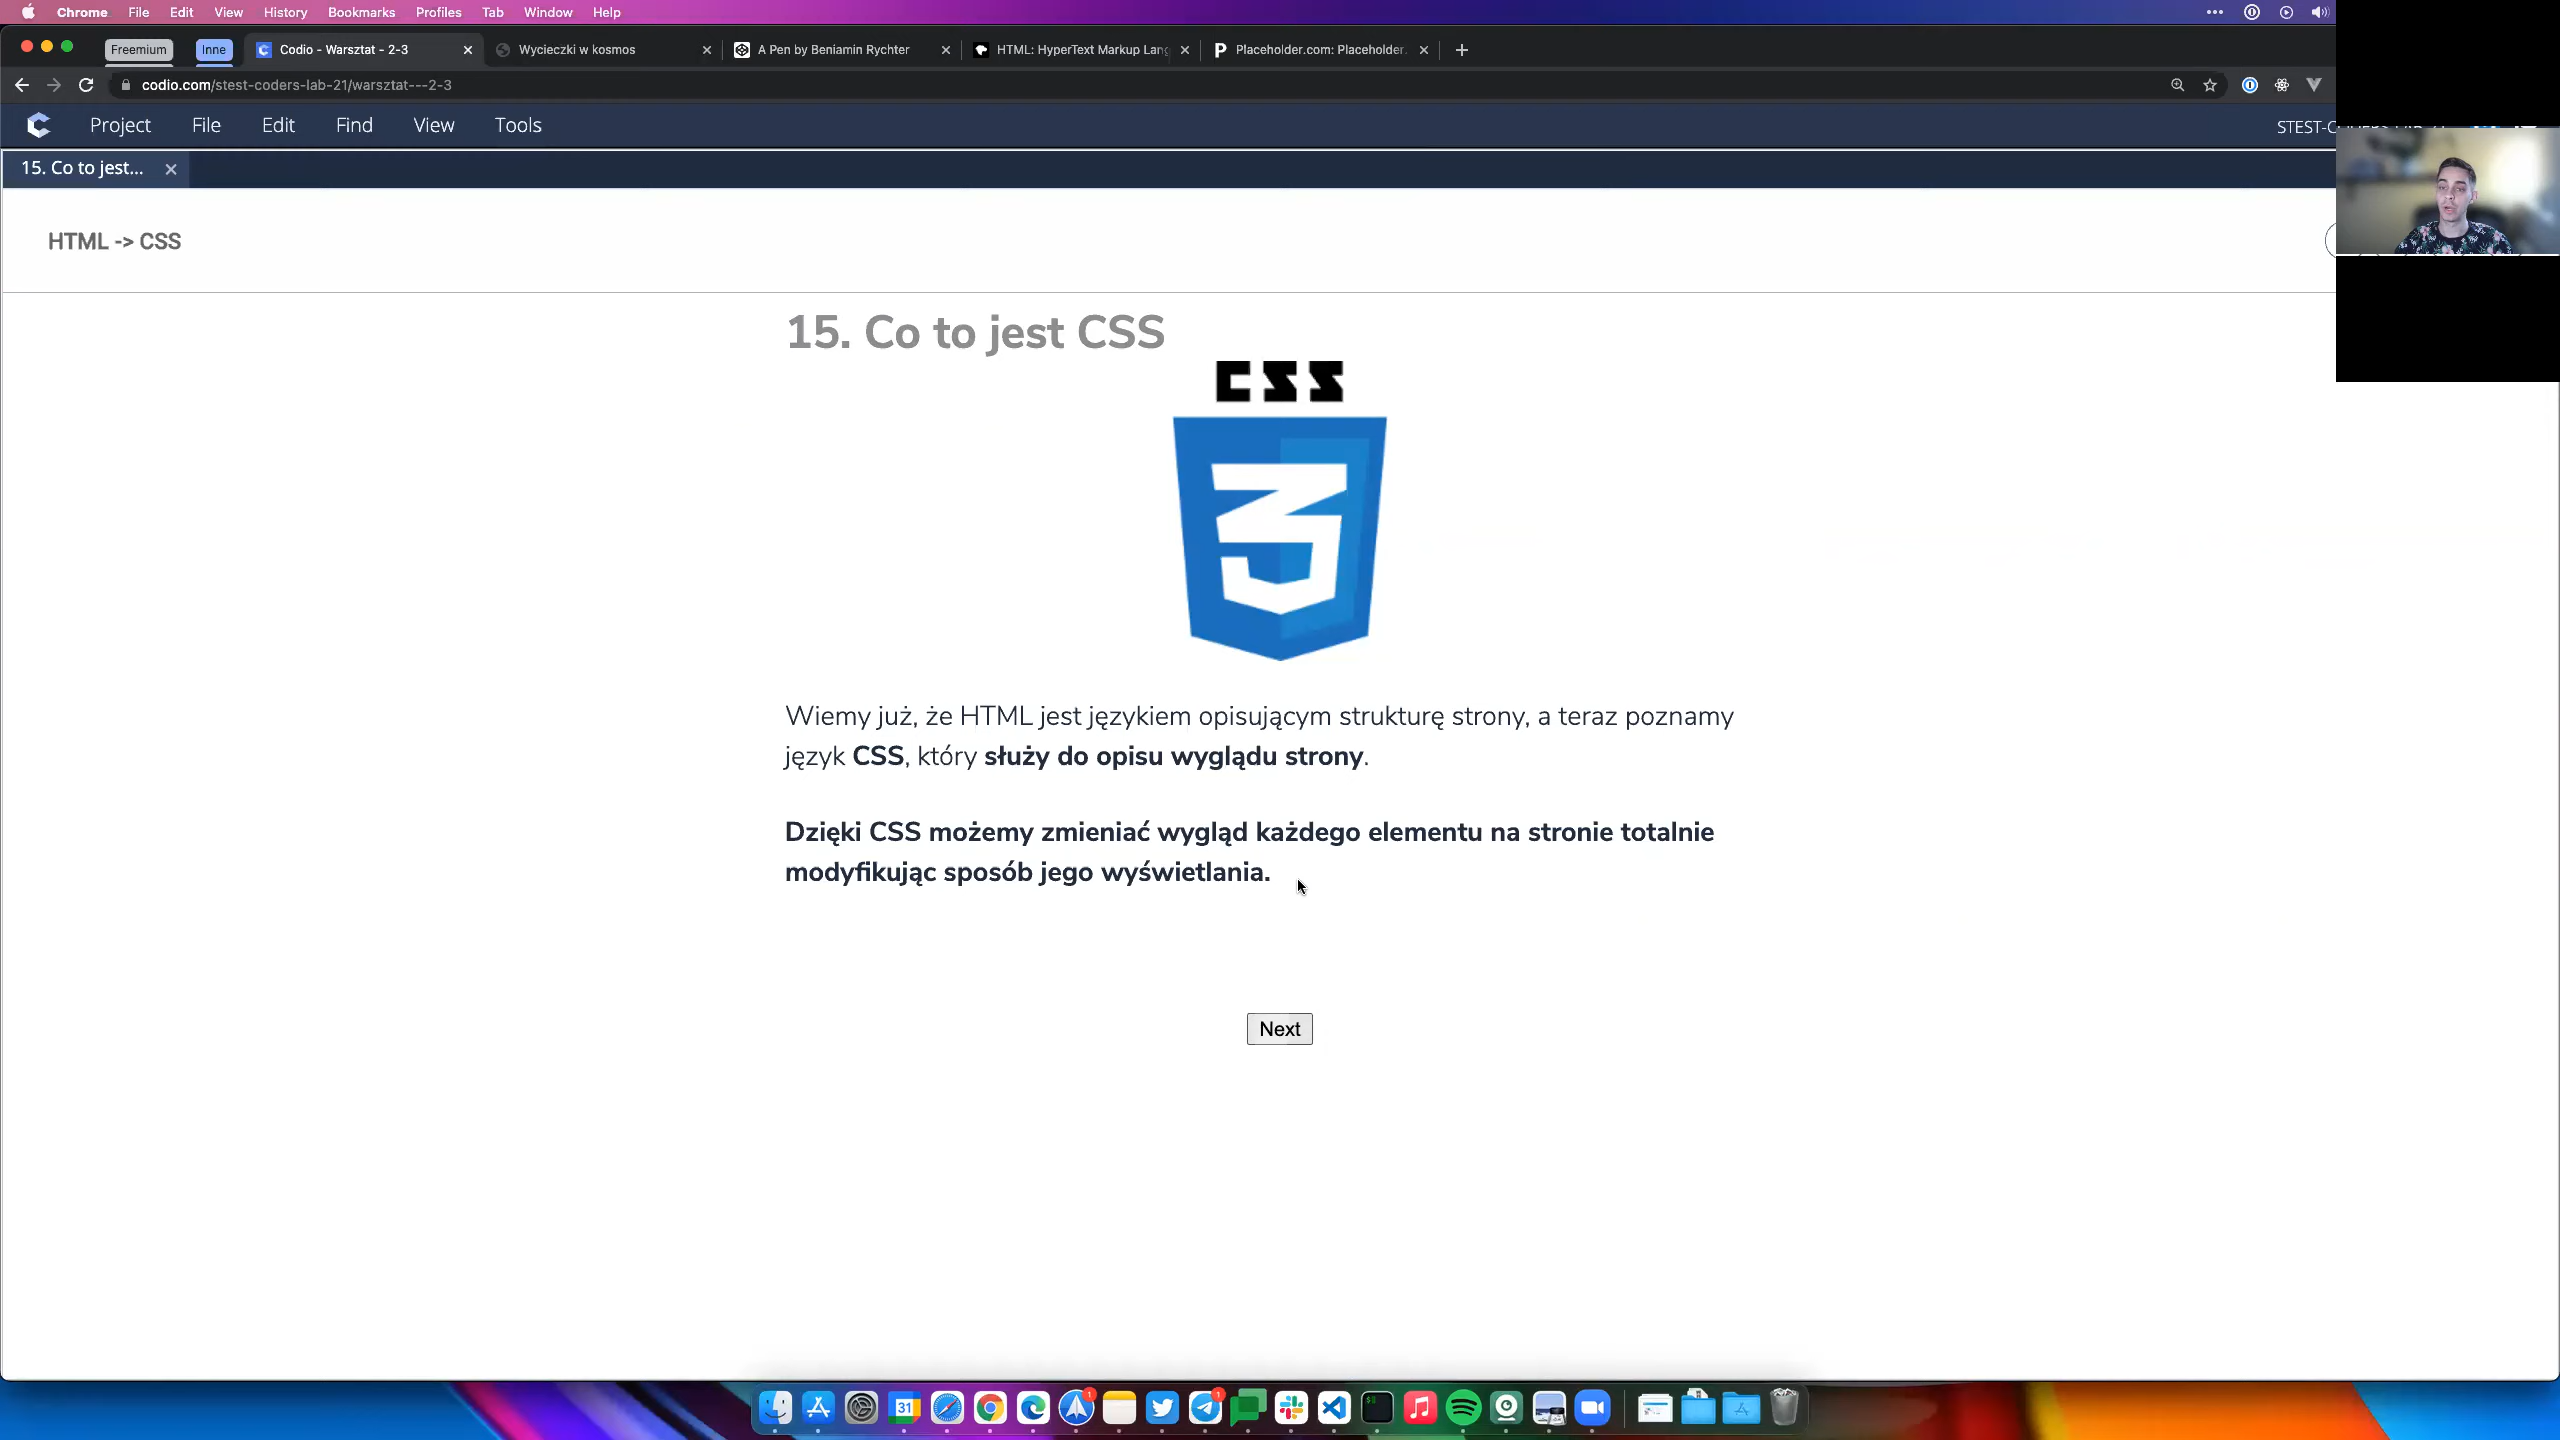 Chrome File Edit View History Bookmarks Profiles Tab Window Help
Freemium Inne Codio - Warsztat - 2-3 Wycieczki w kosmos A Pen by Beniamin Rychter HTML: HyperText Markup Lang Placeholder.com: Placeholder.
codio.com/stest-coders-lab-21/warsztat---2-3
Project File Edit Find View Tools
15. Co to jest...
HTML -> CSS
15. Co to jest CSS
CSS
3
Wiemy już, że HTML jest językiem opisującym strukturę strony, a teraz poznamy
język CSS, który służy do opisu wyglądu strony.
Dzięki CSS możemy zmieniać wygląd każdego elementu na stronie totalnie
modyfikując sposób jego wyświetlania.
Next
31 1 1